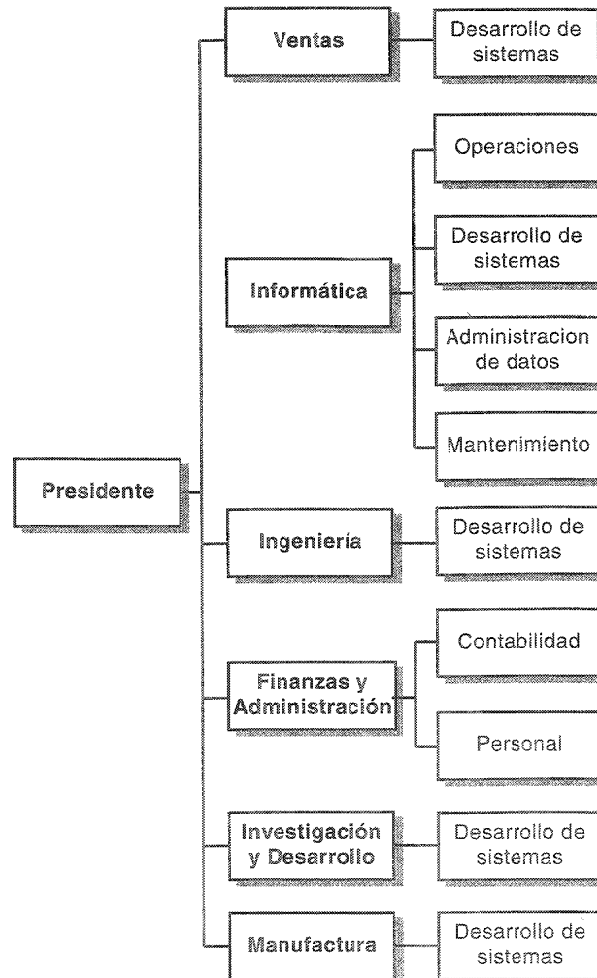 Ventas
Desarrollo de
sistemas
Operaciones
Desarrollo de
sistemas
Informática
Administracion
de datos
Mantenimiento
Presidente
Ingeniería
Desarrollo de
sistemas
Contabilidad
Finanzas y
Administración
Personal
Investigación
y Desarrollo
Desarrollo de
sistemas
Manufactura
Desarrollo de
sistemas